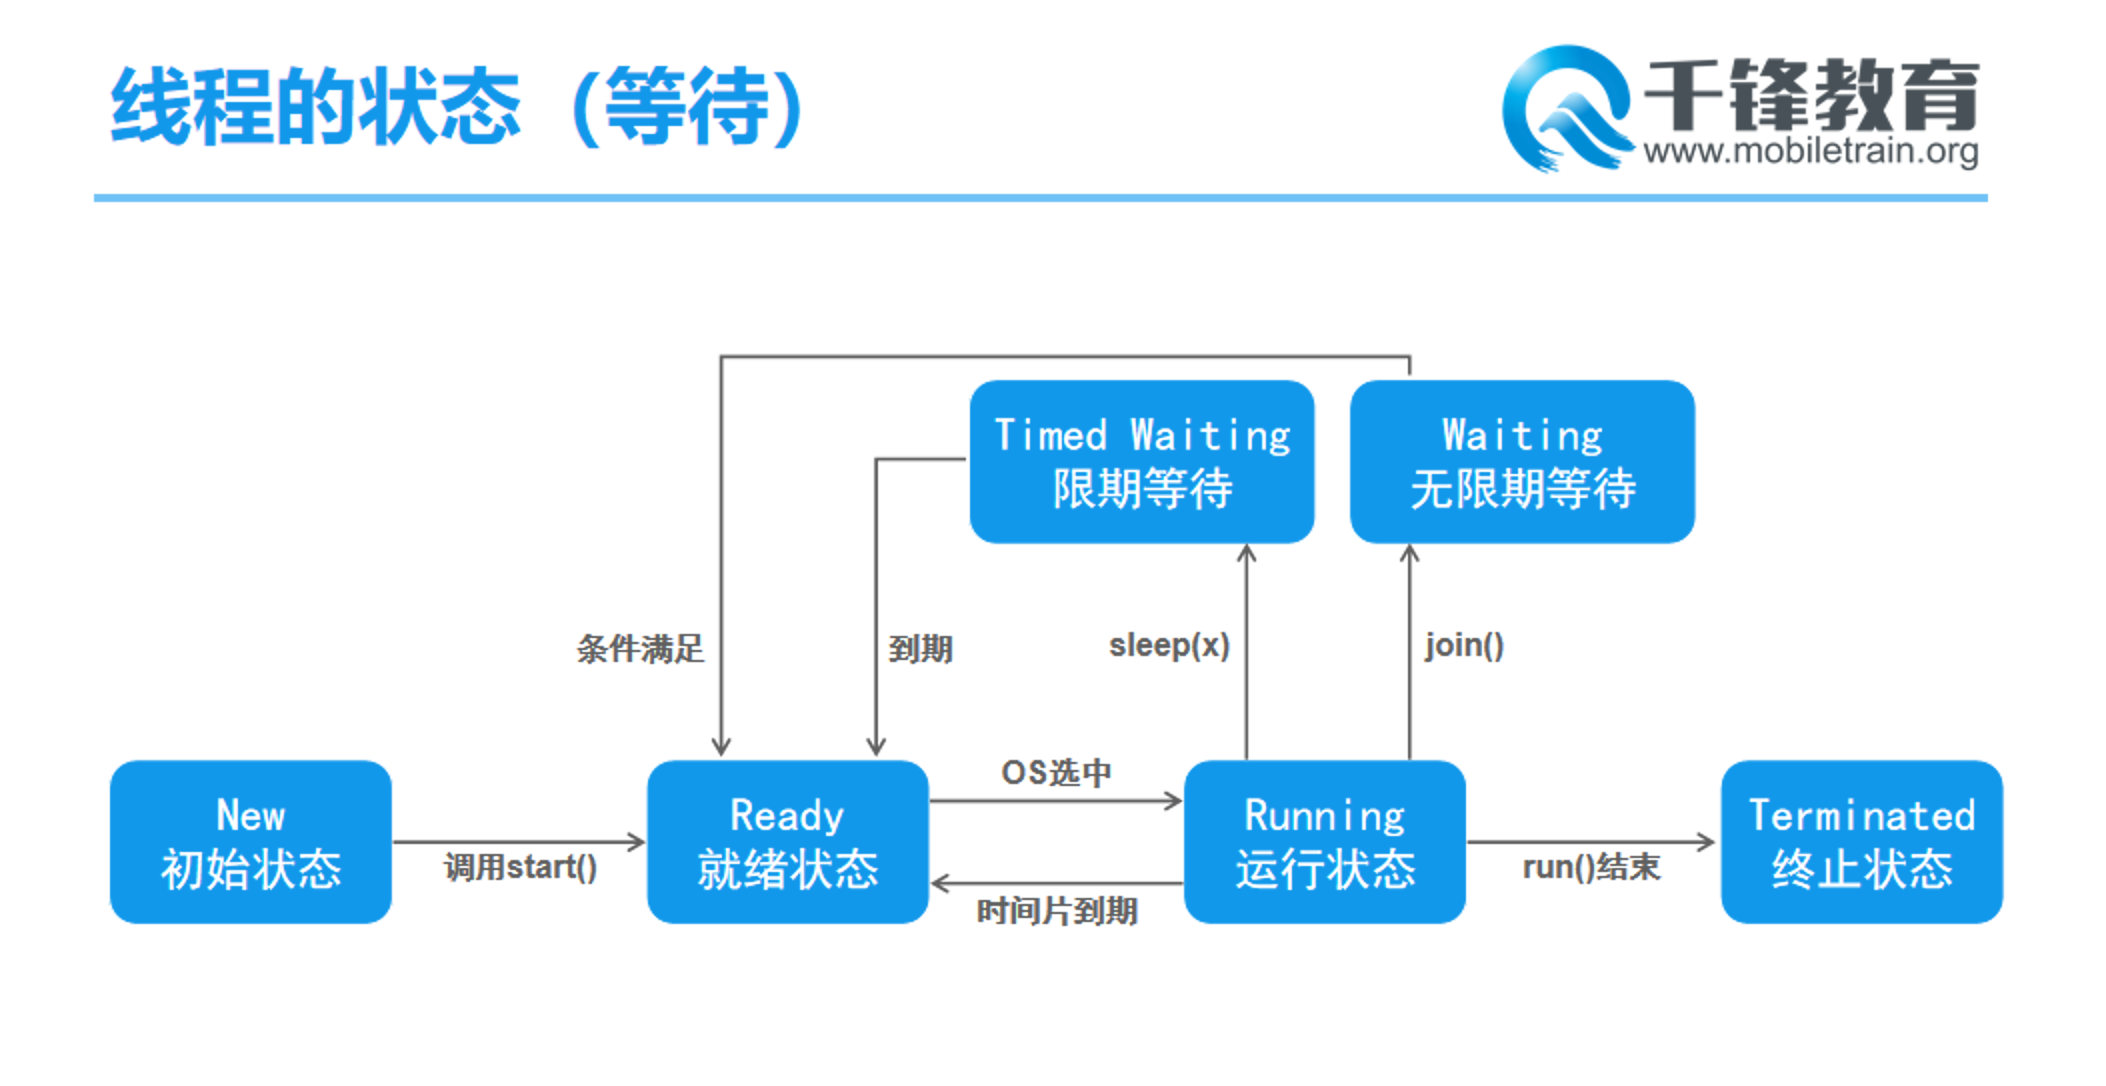 线程的状态（等待）
千锋教育
www.mobiletrain.org
Timed Waiting
限期等待
Waiting
无限期等待
条件满足
到期
sleep(x)
join()
New
初始状态
调用start()
Ready
就绪状态
OS选中
时间片到期
Running
运行状态
run()结束
Terminated
终止状态